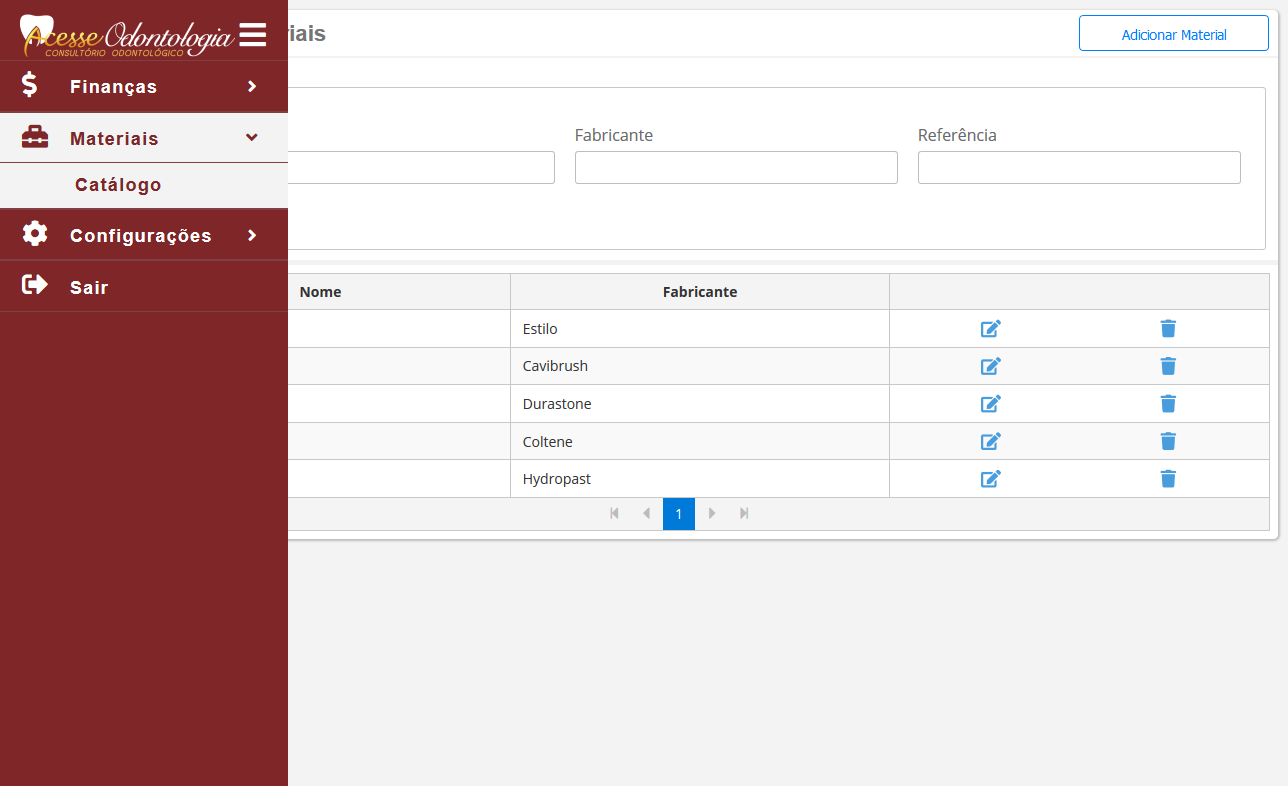 Acesse Odontologia
CONSULTÓRIO ODONTOLÓGICO
Finanças
Materiais
Catálogo
Configurações
Sair
iais
Adicionar Material
Fabricante
Referência
Nome
Fabricante
Estilo
Cavibrush
Durastone
Coltene
Hydropast
1